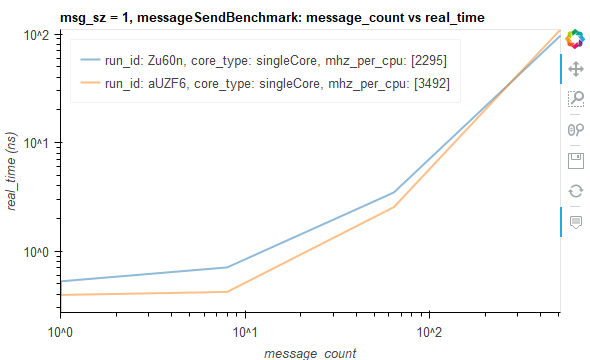 msg_sz = 1, messageSendBenchmark: message_count vs real_time
run_id: Zu60n, core_type: singleCore, mhz_per_cpu: [2295]
run_id: aUZF6, core_type: singleCore, mhz_per_cpu: [3492]
10^2
10^1
10^0
real_time (ns)
10^0 10^1 10^2
message_count